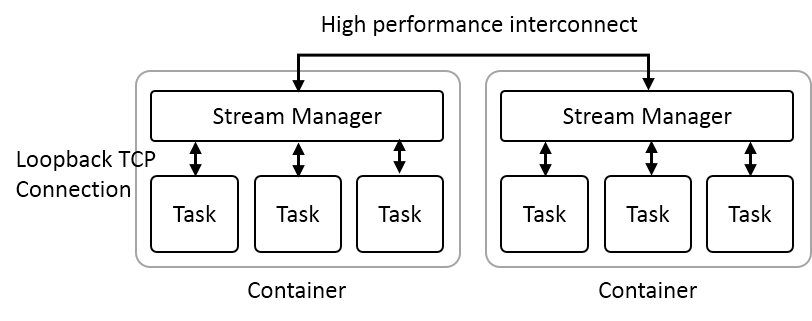 High performance interconnect
Stream Manager
Stream Manager
Loopback TCP
Connection
Task
Task
Task
Task
Task
Task
Container
Container